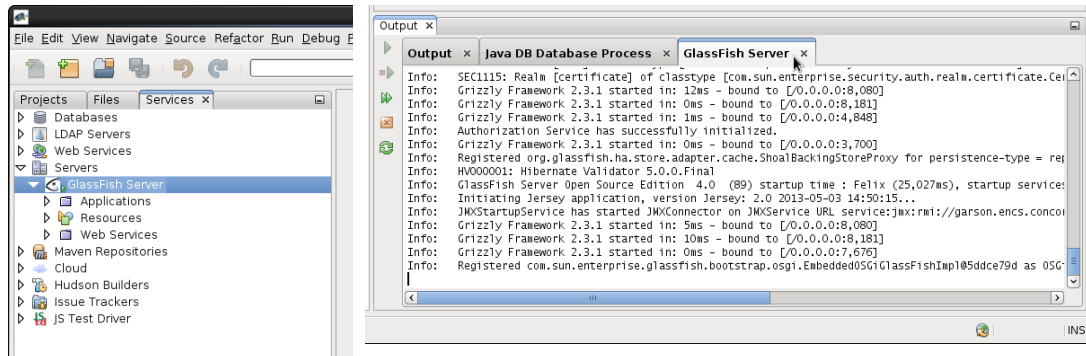 File Edit View Navigate Source Refactor Run Debug
Projects Files Services ×
Databases
LDAP Servers
Web Services
Servers
GlassFish Server
Applications
Resources
Web Services
Maven Repositories
Cloud
Hudson Builders
Issue Trackers
JS Test Driver
Output ×
Output × Java DB Database Process × GlassFish Server ×
Info: SEC1115: Realm [certificate] of classtype [com.sun.enterprise.security.auth.realm.certificate.Cer
Info: Grizzly Framework 2.3.1 started in: 12ms - bound to [/0.0.0.0:8,080]
Info: Grizzly Framework 2.3.1 started in: 0ms - bound to [/0.0.0.0:8,181]
Info: Grizzly Framework 2.3.1 started in: 1ms - bound to [/0.0.0.0:4,848]
Info: Authorization Service has successfully initialized.
Info: Grizzly Framework 2.3.1 started in: 0ms - bound to [/0.0.0.0:3,700]
Info: Registered org.glassfish.ha.store.adapter.cache.ShoalBackingStoreProxy for persistence-type = rep
Info: HV000001: Hibernate Validator 5.0.0.Final
Info: GlassFish Server Open Source Edition 4.0 (89) startup time : Felix (25,027ms), startup services
Info: Initiating Jersey application, version Jersey: 2.0 2013-05-03 14:50:15...
Info: JMXStartupService has started JMXConnector on JMXService URL service:jmx:rmi://garson.encs.concor
Info: Grizzly Framework 2.3.1 started in: 5ms - bound to [/0.0.0.0:8,080]
Info: Grizzly Framework 2.3.1 started in: 10ms - bound to [/0.0.0.0:8,181]
Info: Grizzly Framework 2.3.1 started in: 0ms - bound to [/0.0.0.0:7,676]
Info: Registered com.sun.enterprise.glassfish.bootstrap.osgi.EmbeddedOSGiGlassFishImpl@5ddce79d as OSG
INS